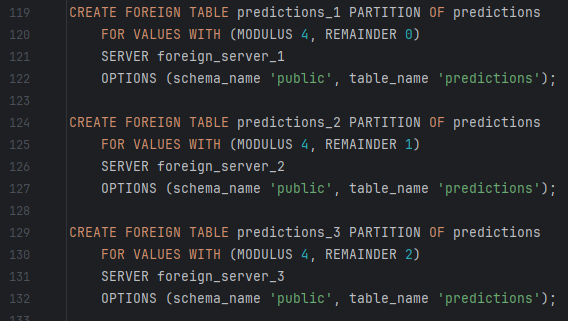 119 CREATE FOREIGN TABLE predictions_1 PARTITION OF predictions
120     FOR VALUES WITH (MODULUS 4, REMAINDER 0)
121     SERVER foreign_server_1
122     OPTIONS (schema_name 'public', table_name 'predictions');
123
124 CREATE FOREIGN TABLE predictions_2 PARTITION OF predictions
125     FOR VALUES WITH (MODULUS 4, REMAINDER 1)
126     SERVER foreign_server_2
127     OPTIONS (schema_name 'public', table_name 'predictions');
128
129 CREATE FOREIGN TABLE predictions_3 PARTITION OF predictions
130     FOR VALUES WITH (MODULUS 4, REMAINDER 2)
131     SERVER foreign_server_3
132     OPTIONS (schema_name 'public', table_name 'predictions');
133